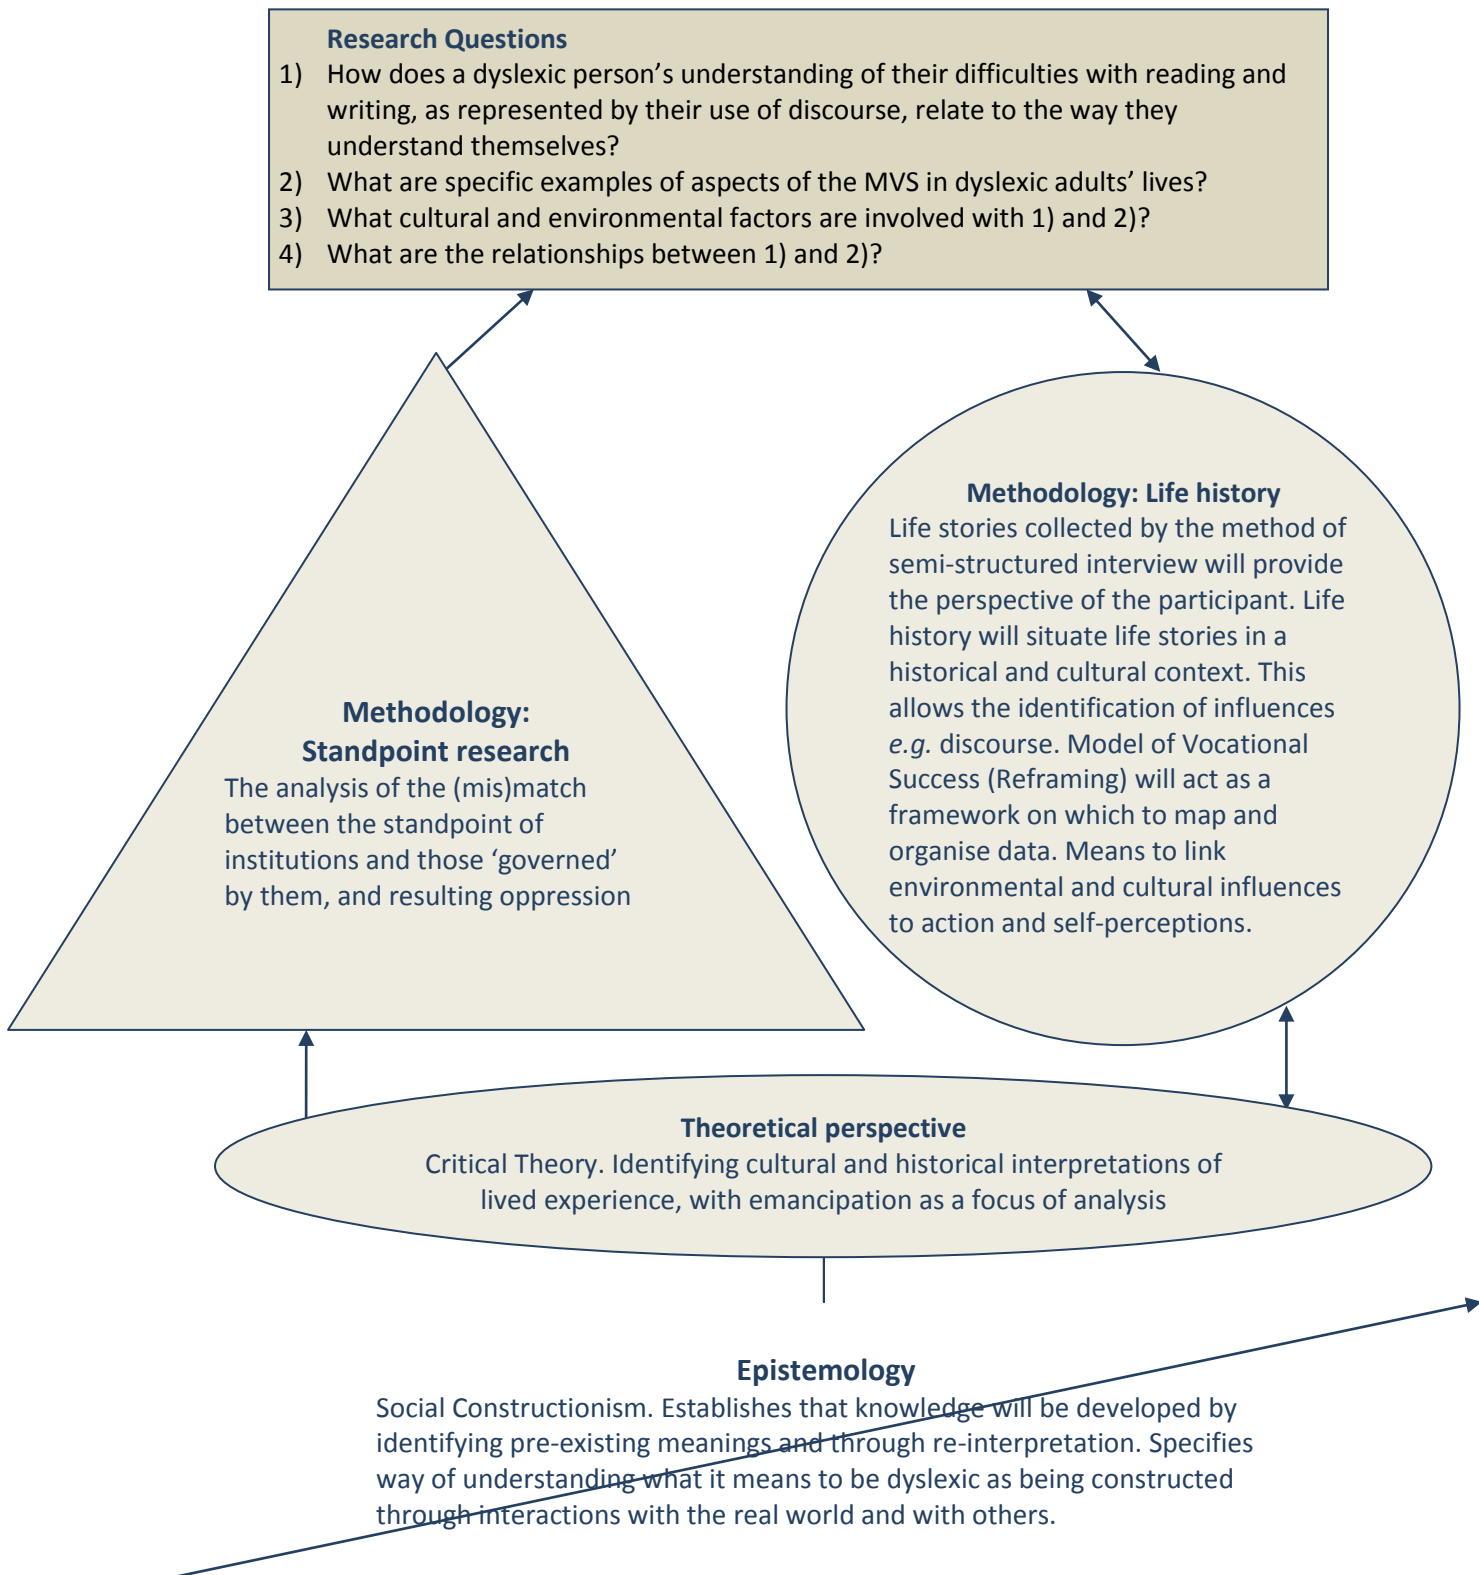 Research Questions
1) How does a dyslexic person’s understanding of their difficulties with reading and
writing, as represented by their use of discourse, relate to the way they
understand themselves?
2) What are specific examples of aspects of the MVS in dyslexic adults’ lives?
3) What cultural and environmental factors are involved with 1) and 2)?
4) What are the relationships between 1) and 2)?
Methodology:
Standpoint research
The analysis of the (mis)match
between the standpoint of
institutions and those ‘governed’
by them, and resulting oppression
Methodology: Life history
Life stories collected by the method of
semi-structured interview will provide
the perspective of the participant. Life
history will situate life stories in a
historical and cultural context. This
allows the identification of influences
e.g. discourse. Model of Vocational
Success (Reframing) will act as a
framework on which to map and
organise data. Means to link
environmental and cultural influences
to action and self-perceptions.
Theoretical perspective
Critical Theory. Identifying cultural and historical interpretations of
lived experience, with emancipation as a focus of analysis
Epistemology
Social Constructionism. Establishes that knowledge will be developed by
identifying pre-existing meanings and through re-interpretation. Specifies
way of understanding what it means to be dyslexic as being constructed
through interactions with the real world and with others.